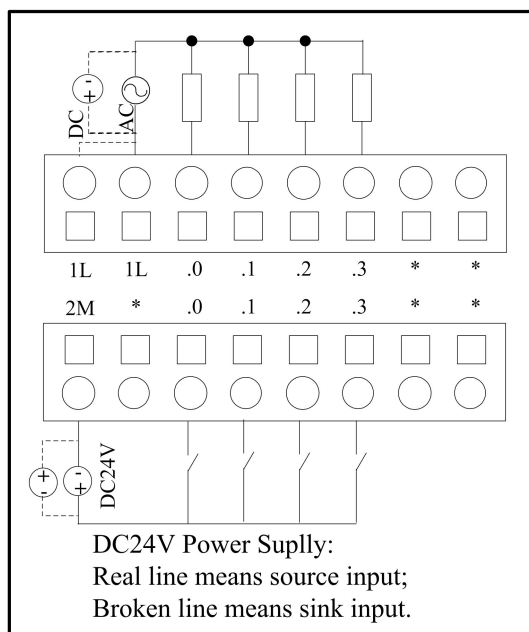 DC
- +
AC
1L 1L .0 .1 .2 .3 * *
2M * .0 .1 .2 .3 * *
+ -
- +
DC24V
DC24V Power Suplly:
Real line means source input;
Broken line means sink input.